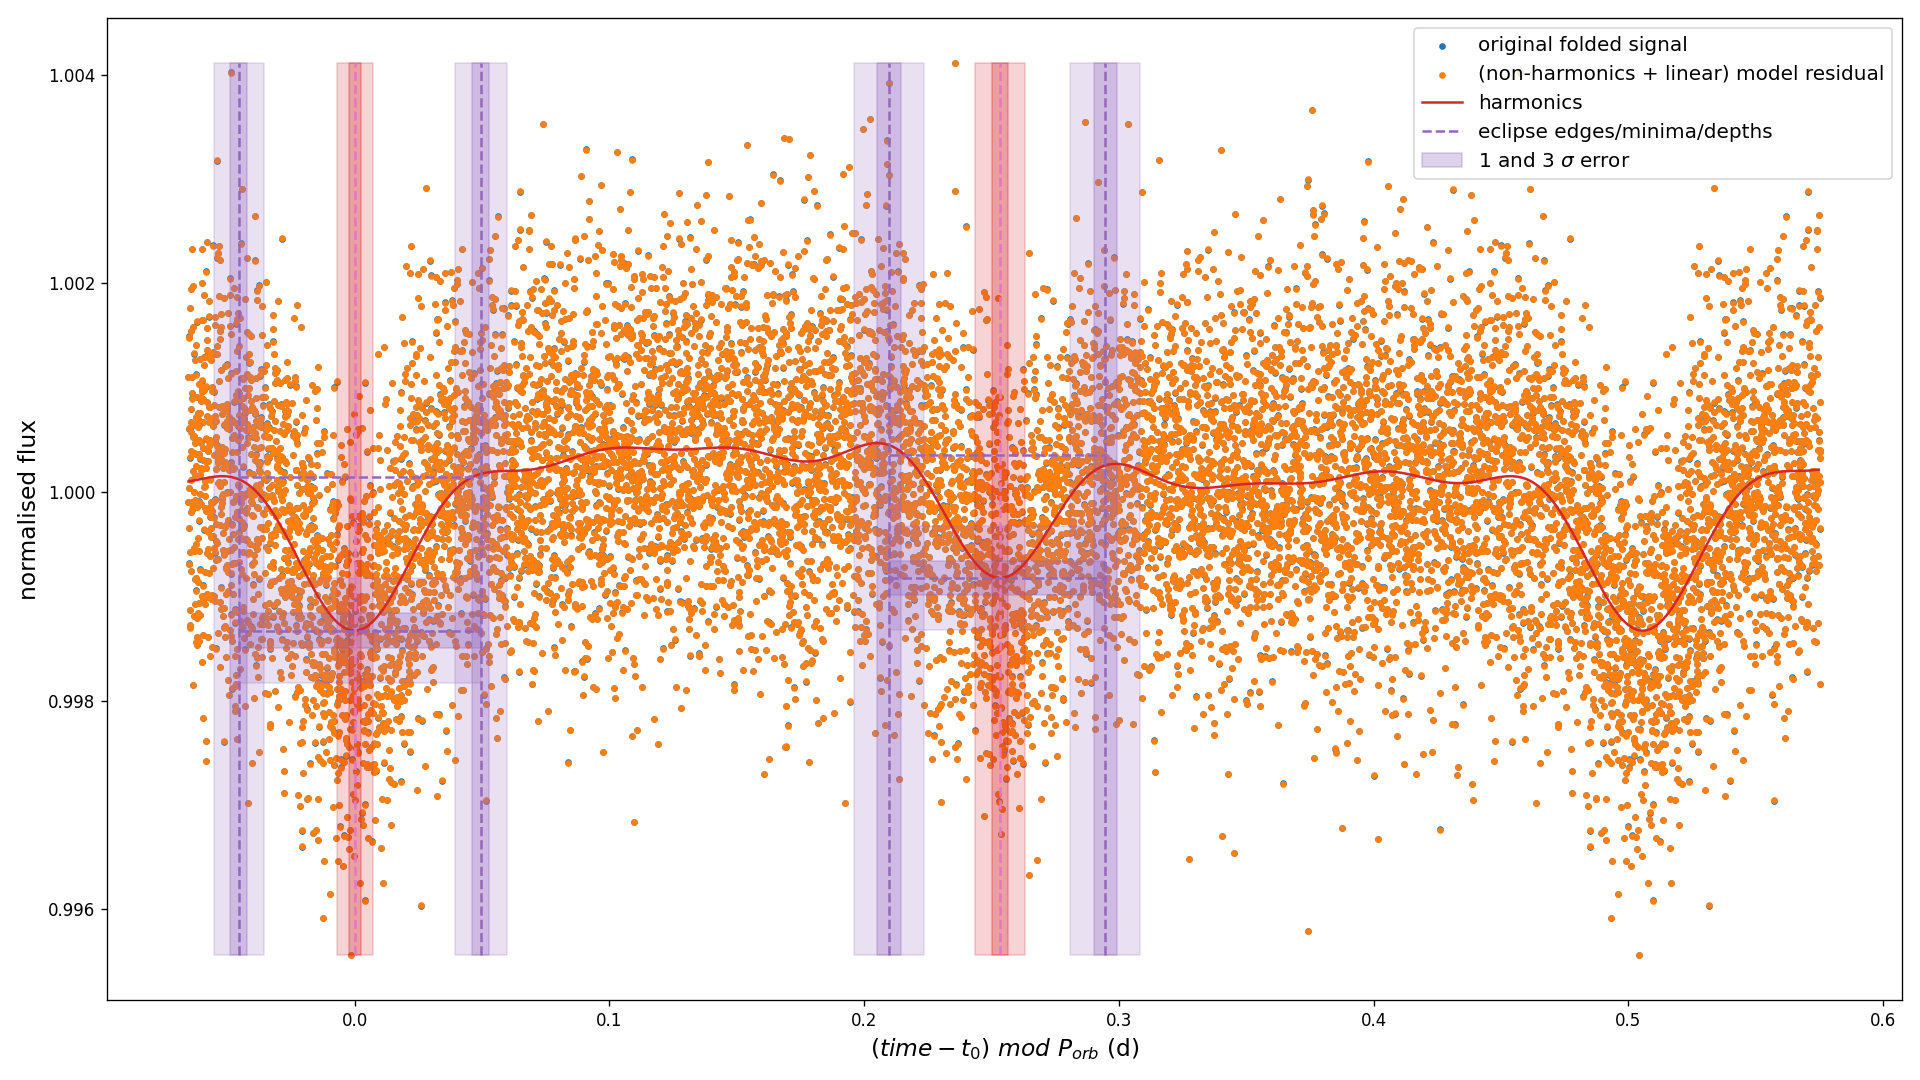 original folded signal
(non-harmonics + linear) model residual
harmonics
eclipse edges/minima/depths
1 and 3 σ error
normalised flux
1.004
1.002
1.000
0.998
0.996
0.0 0.1 0.2 0.3 0.4 0.5 0.6
(time − t₀) mod Pₒᵣb (d)